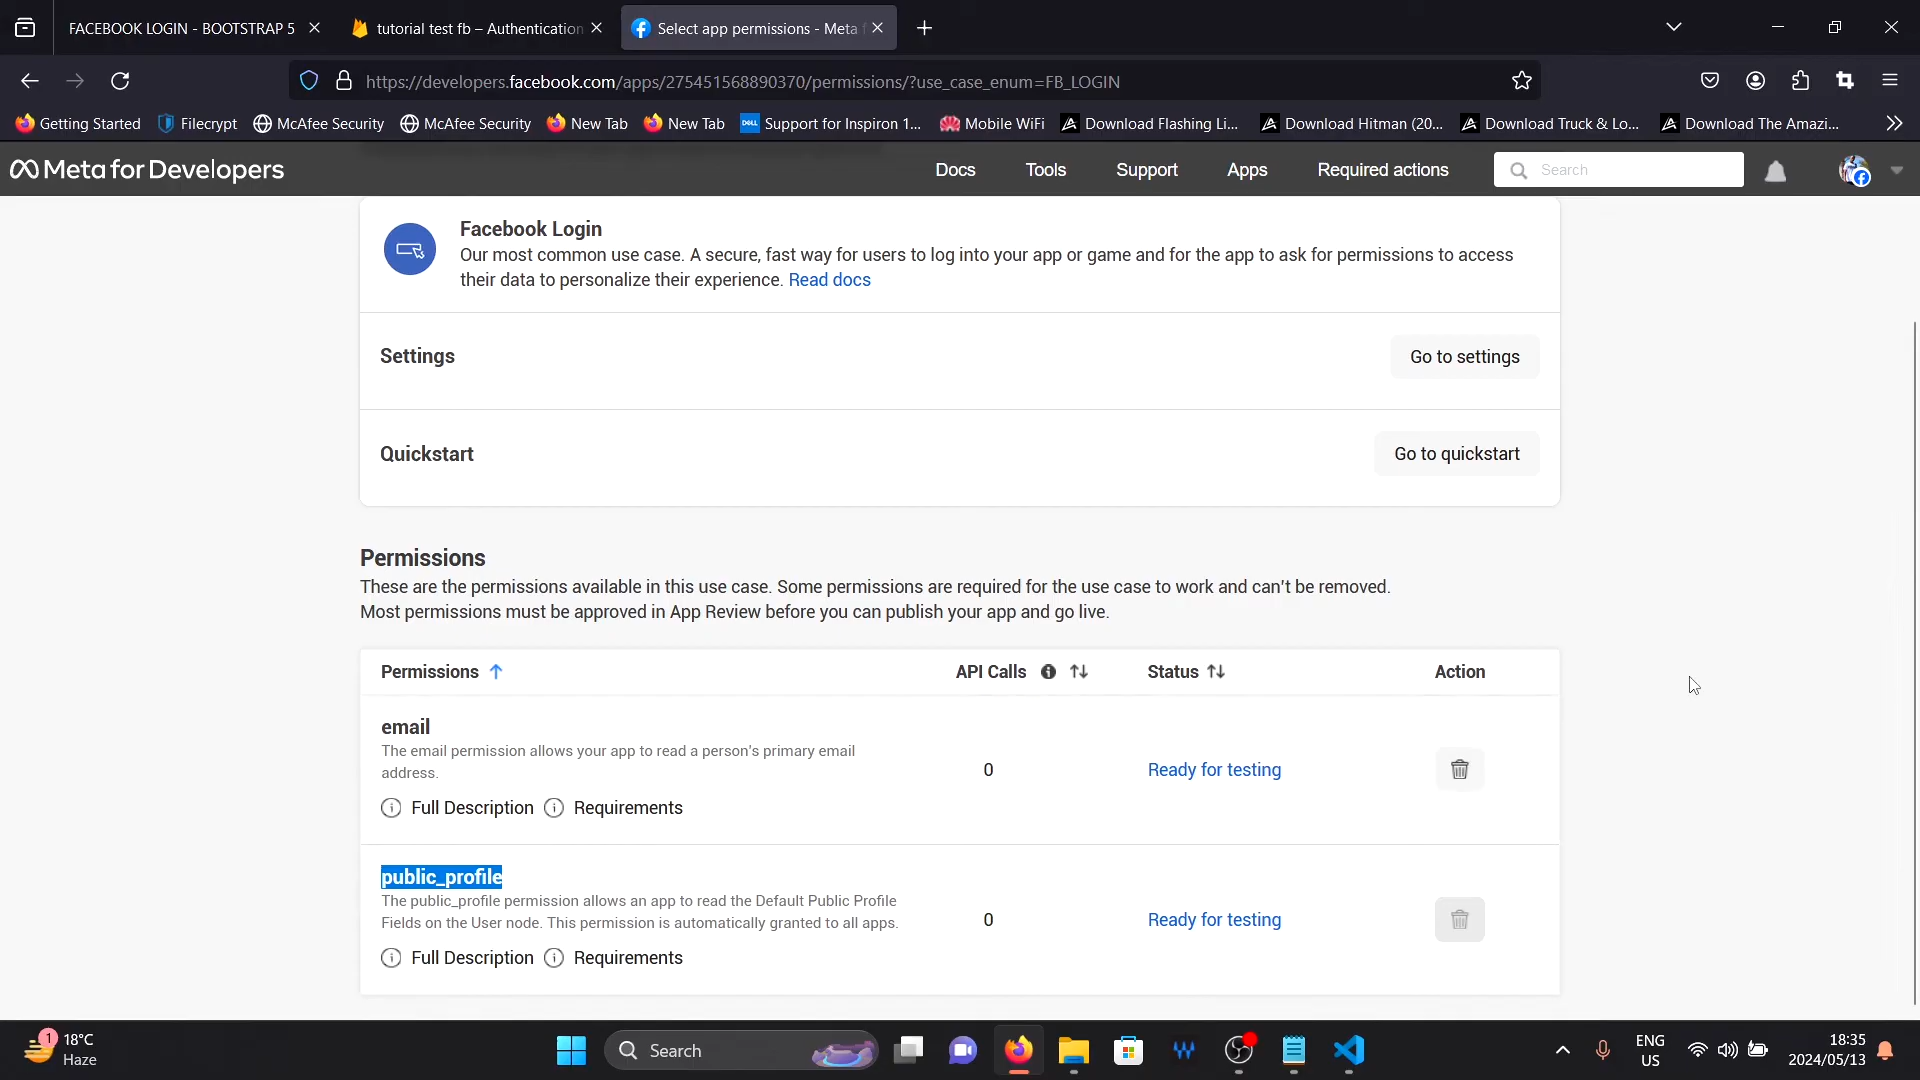 FACEBOOK LOGIN - BOOTSTRAP 5
tutorial test fb – Authentication
Select app permissions - Meta f
https://developers.facebook.com/apps/275451568890370/permissions/?use_case_enum=FB_LOGIN
Getting Started
Filecrypt
McAfee Security
McAfee Security
New Tab
New Tab
DELL
Support for Inspiron 1...
Mobile WiFi
Download Flashing Li...
Download Hitman (20...
Download Truck & Lo...
Download The Amazi...
Meta for Developers
Docs
Tools
Support
Apps
Required actions
Search
Facebook Login
Our most common use case. A secure, fast way for users to log into your app or game and for the app to ask for permissions to access
their data to personalize their experience. Read docs
Settings
Go to settings
Quickstart
Go to quickstart
Permissions
These are the permissions available in this use case. Some permissions are required for the use case to work and can't be removed.
Most permissions must be approved in App Review before you can publish your app and go live.
Permissions
API Calls
Status
Action
email
The email permission allows your app to read a person's primary email
address.
0
Ready for testing
Full Description
Requirements
public_profile
The public_profile permission allows an app to read the Default Public Profile
Fields on the User node. This permission is automatically granted to all apps.
0
Ready for testing
Full Description
Requirements
1
18°C
Haze
Search
ENG
US
18:35
2024/05/13